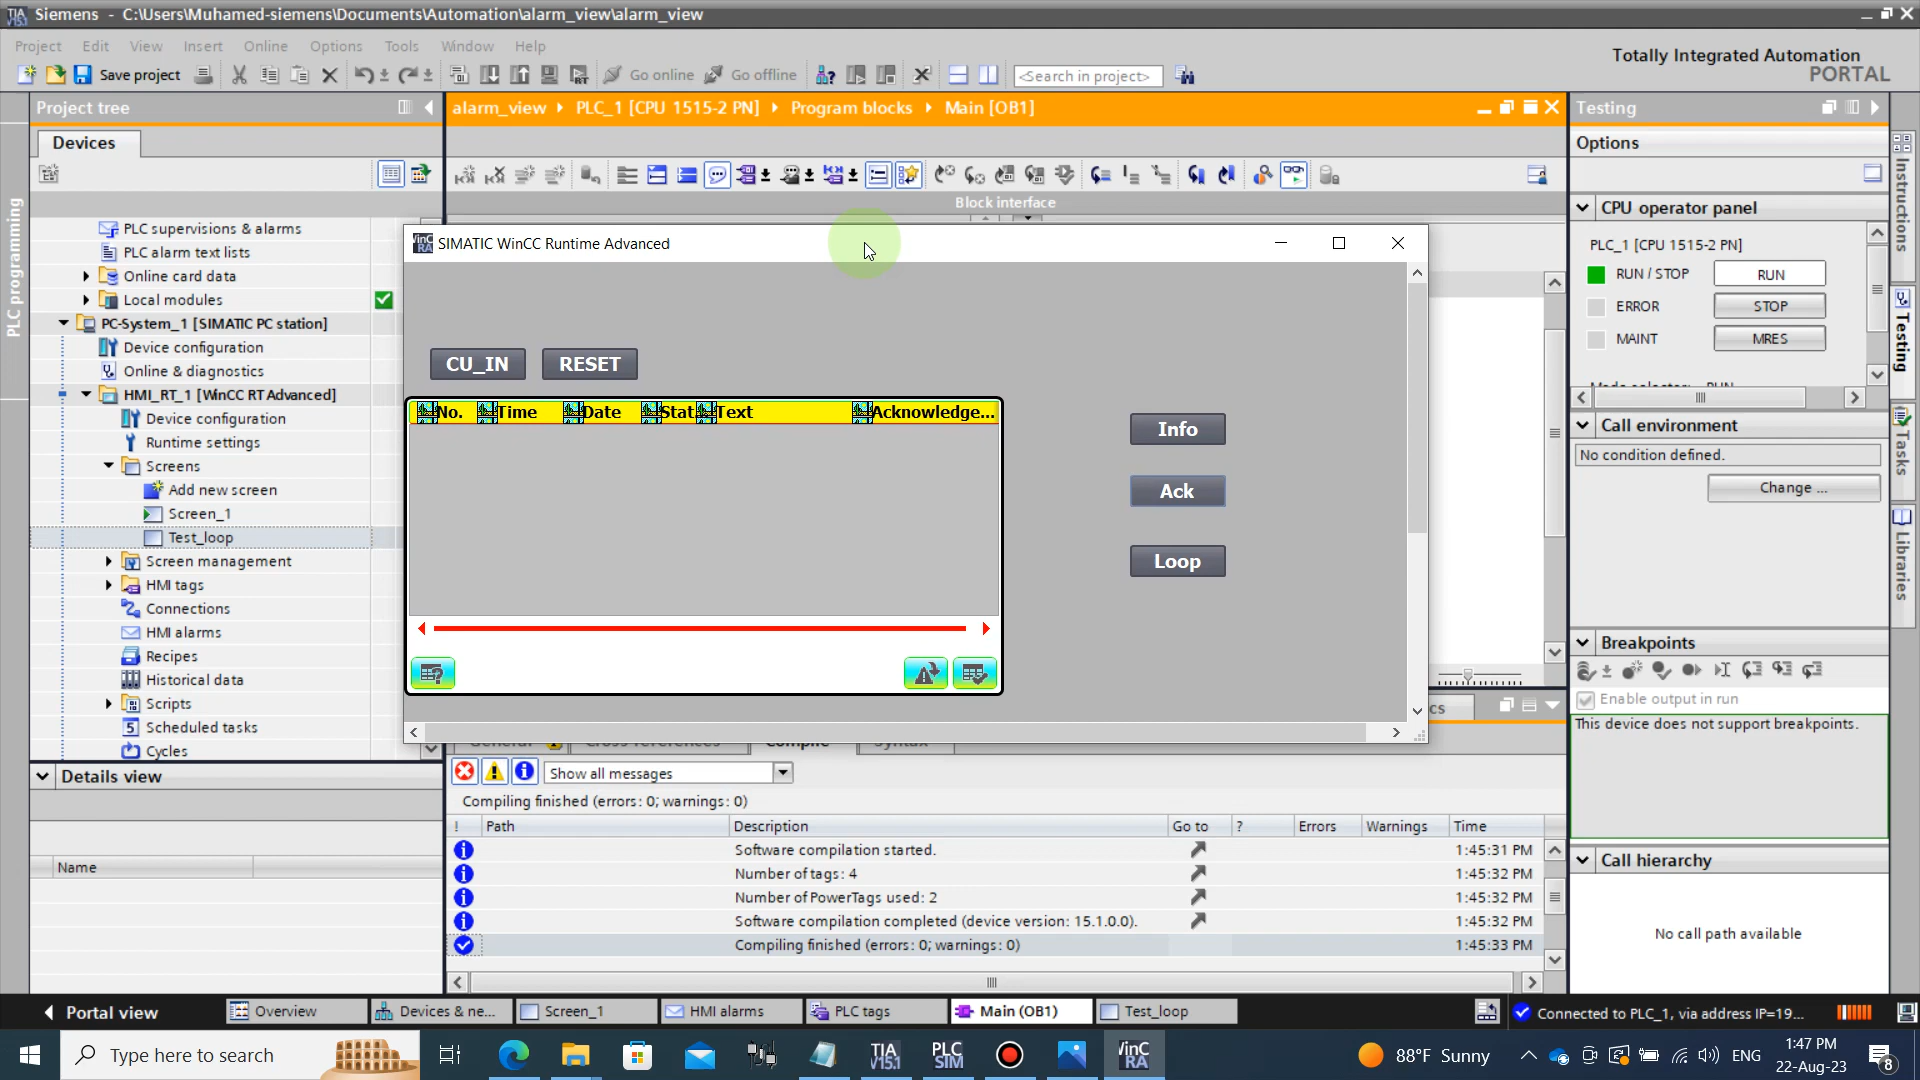 Siemens - C:\Users\Muhamed-siemens\Documents\Automation\alarm_view\alarm_view
Project Edit View Insert Online Options Tools Window Help
Totally Integrated Automation
PORTAL
Save project
Go online
Go offline
<Search in project>
Project tree
alarm_view
PLC_1 [CPU 1515-2 PN]
Program blocks
Main [OB1]
Testing
Devices
Options
Block interface
PLC programming
PLC supervisions & alarms
PLC alarm text lists
Online card data
Local modules
PC-System_1 [SIMATIC PC station]
Device configuration
Online & diagnostics
HMI_RT_1 [WinCC RT Advanced]
Device configuration
Runtime settings
Screens
Add new screen
Screen_1
Test_loop
Screen management
HMI tags
Connections
HMI alarms
Recipes
Historical data
Scripts
Scheduled tasks
Cycles
Details view
Name
SIMATIC WinCC Runtime Advanced
CU_IN
RESET
No. Time Date Stat Text Acknowledge...
Info
Ack
Loop
CPU operator panel
PLC_1 [CPU 1515-2 PN]
RUN / STOP
RUN
ERROR
STOP
MAINT
MRES
Call environment
No condition defined.
Change ...
Breakpoints
Enable output in run
This device does not support breakpoints.
Call hierarchy
No call path available
Instructions
Testing
Tasks
Libraries
Show all messages
Compiling finished (errors: 0; warnings: 0)
! Path Description Go to ? Errors Warnings Time
Software compilation started. 1:45:31 PM
Number of tags: 4 1:45:32 PM
Number of PowerTags used: 2 1:45:32 PM
Software compilation completed (device version: 15.1.0.0). 1:45:32 PM
Compiling finished (errors: 0; warnings: 0) 1:45:33 PM
Portal view
Overview
Devices & ne...
Screen_1
HMI alarms
PLC tags
Main (OB1)
Test_loop
Connected to PLC_1, via address IP=19...
Type here to search
TIA
V15.1
PLC
SIM
WinC
RA
88°F Sunny
ENG
1:47 PM
22-Aug-23
8